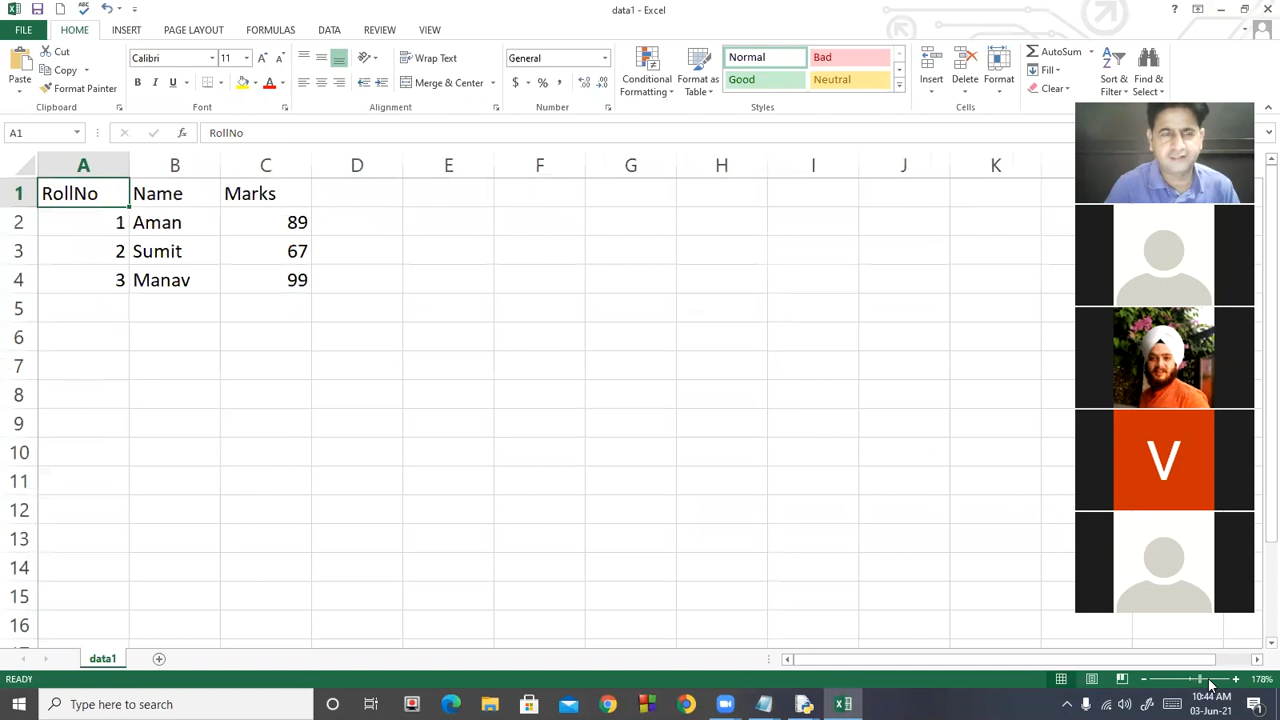 data1 - Excel
FILE HOME INSERT PAGE LAYOUT FORMULAS DATA REVIEW VIEW
Paste
Cut
Copy
Format Painter
Clipboard
Calibri 11
B I U
Font
Wrap Text
Merge & Center
Alignment
General
$ % ,
Number
Conditional Formatting
Format as Table
Normal Bad
Good Neutral
Styles
Insert Delete Format
Cells
AutoSum
Fill
Clear
Sort & Filter
Find & Select
A1 fx RollNo
A B C D E F G H I J K
1 RollNo Name Marks
2 1 Aman 89
3 2 Sumit 67
4 3 Manav 99
5
6
7
8
9
10
11
12
13
14
15
16
V
data1
READY 178%
Type here to search
10:44 AM
03-Jun-21